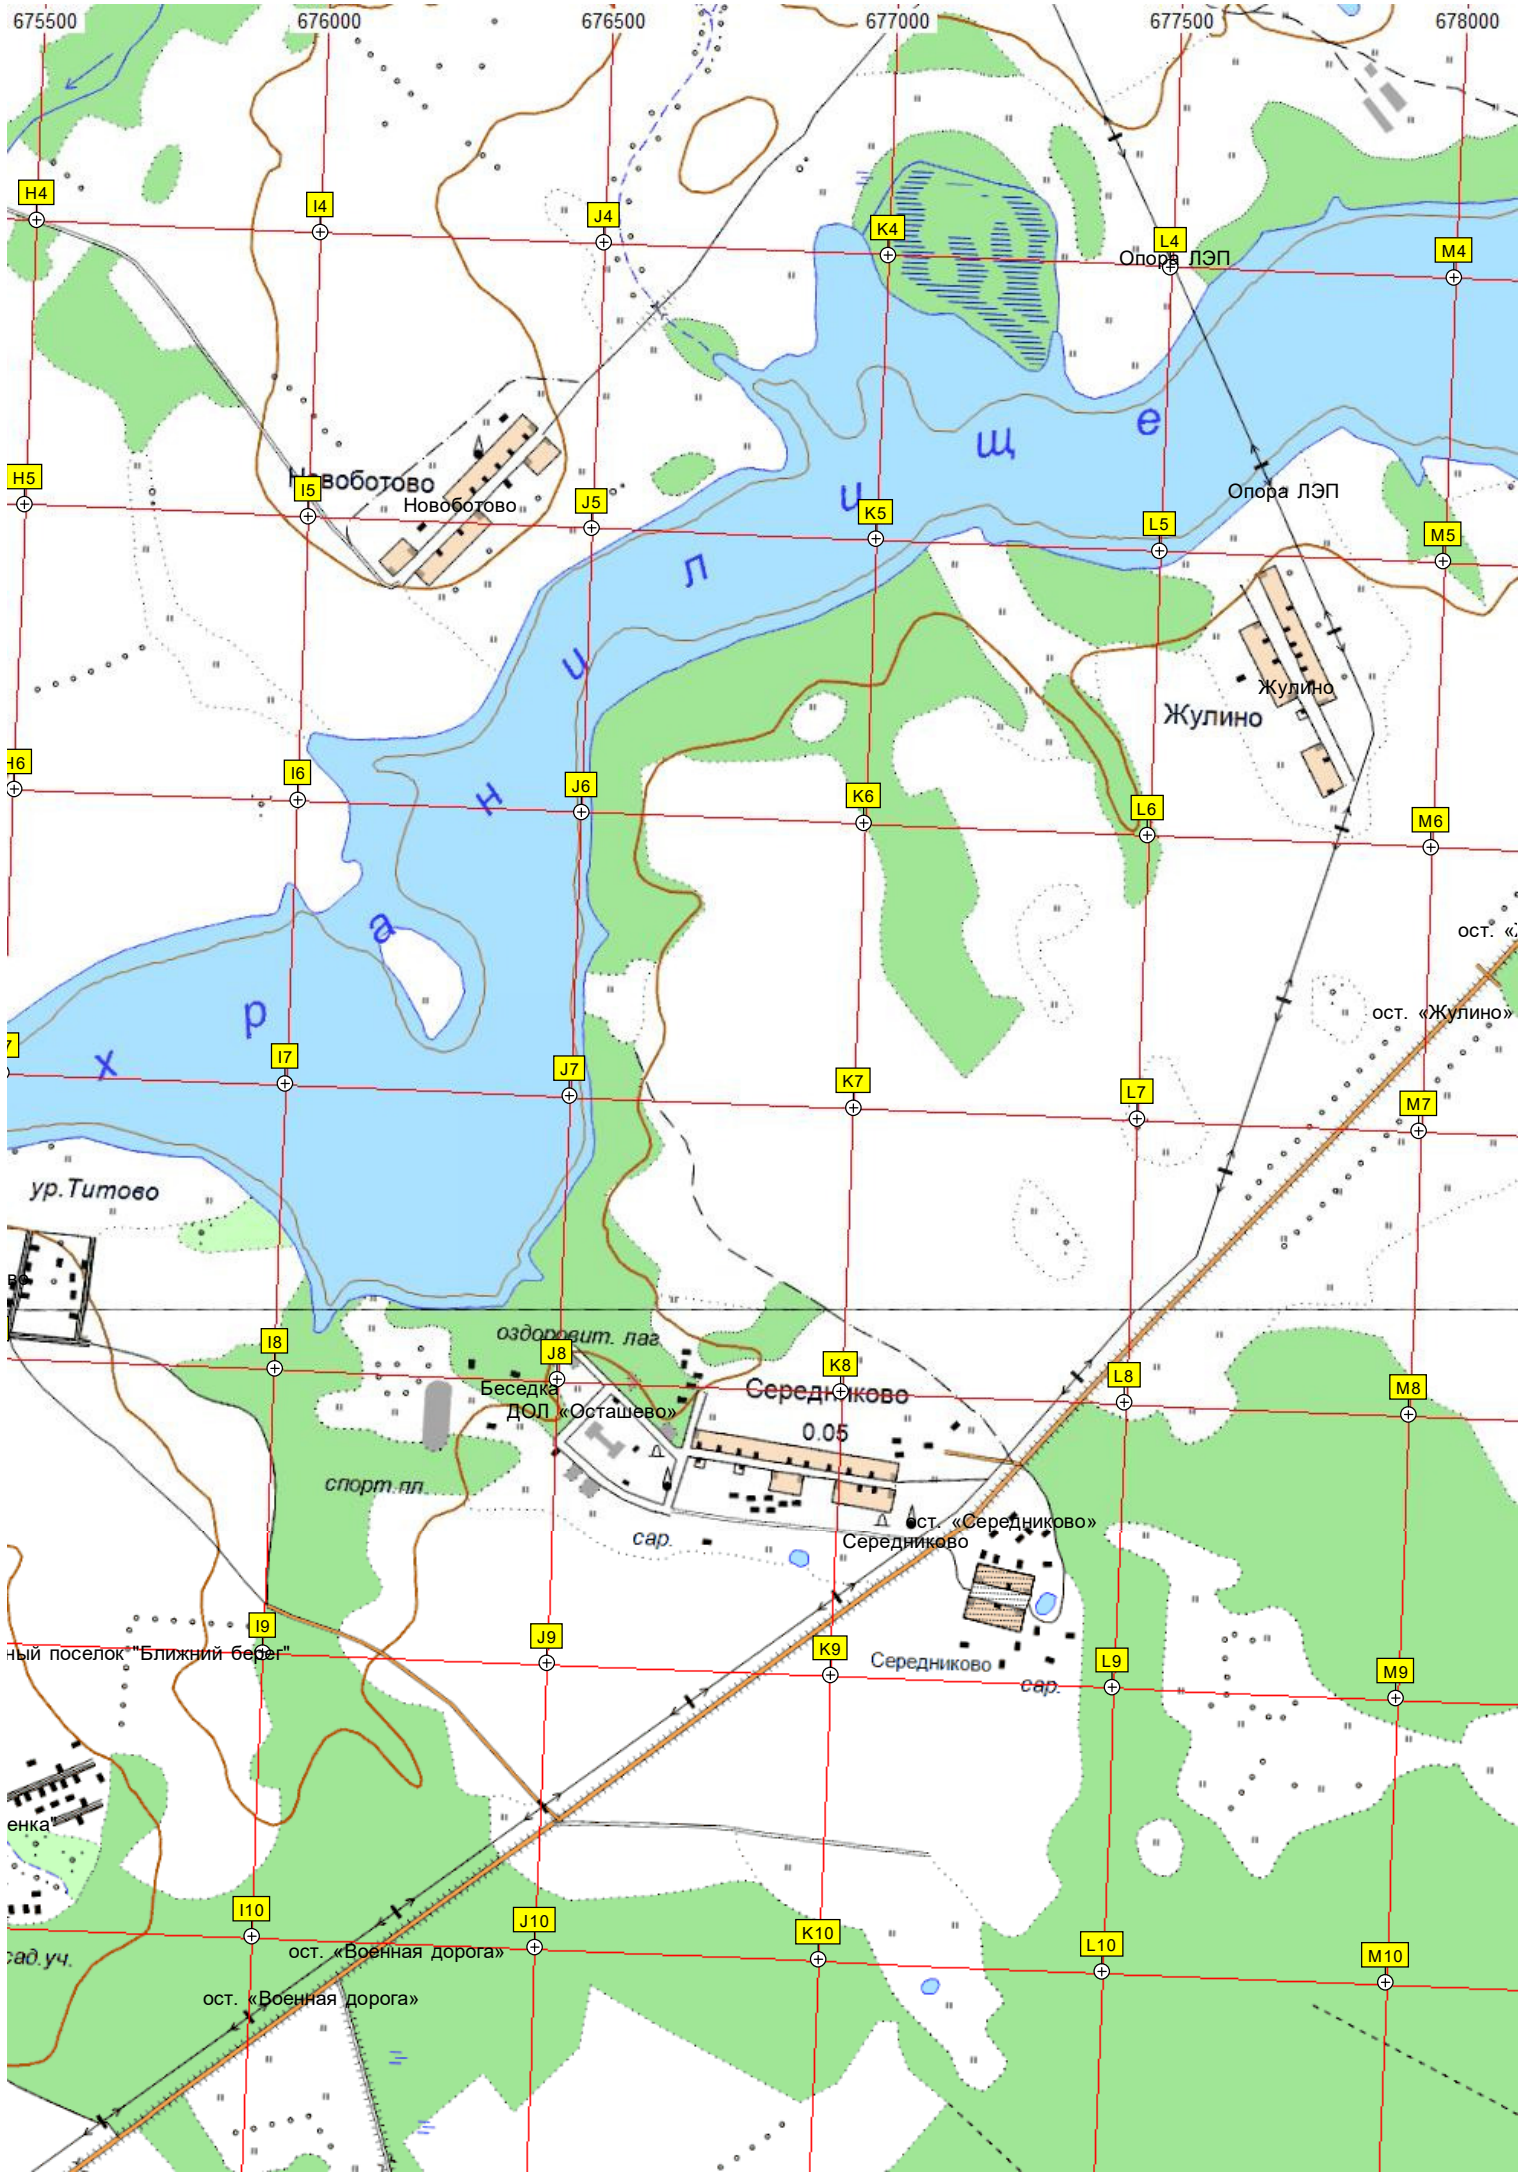 675500 676000 676500 677000 677500 678000
H4
I4
J4
K4
L4
M4
Опора ЛЭП
е
щ
и
л
и
н
а
р
х
Новоботово
Новоботово
H5
I5
J5
K5
L5
M5
Опора ЛЭП
Жулино
Жулино
H6
I6
J6
K6
L6
M6
ост.
ост. «Жулино»
7
I7
J7
K7
L7
M7
ур.Титово
во
оздоровит. лаг
I8
J8
K8
L8
M8
Беседка
ДОЛ «Осташево»
Середниково
0.05
спорт.пл.
сар.
ост. «Середниково»
Середниково
I9
J9
K9
L9
M9
ный поселок "Ближний берег"
Середниково
сар.
енка"
I10
J10
K10
L10
M10
сад.уч.
ост. «Военная дорога»
ост. «Военная дорога»